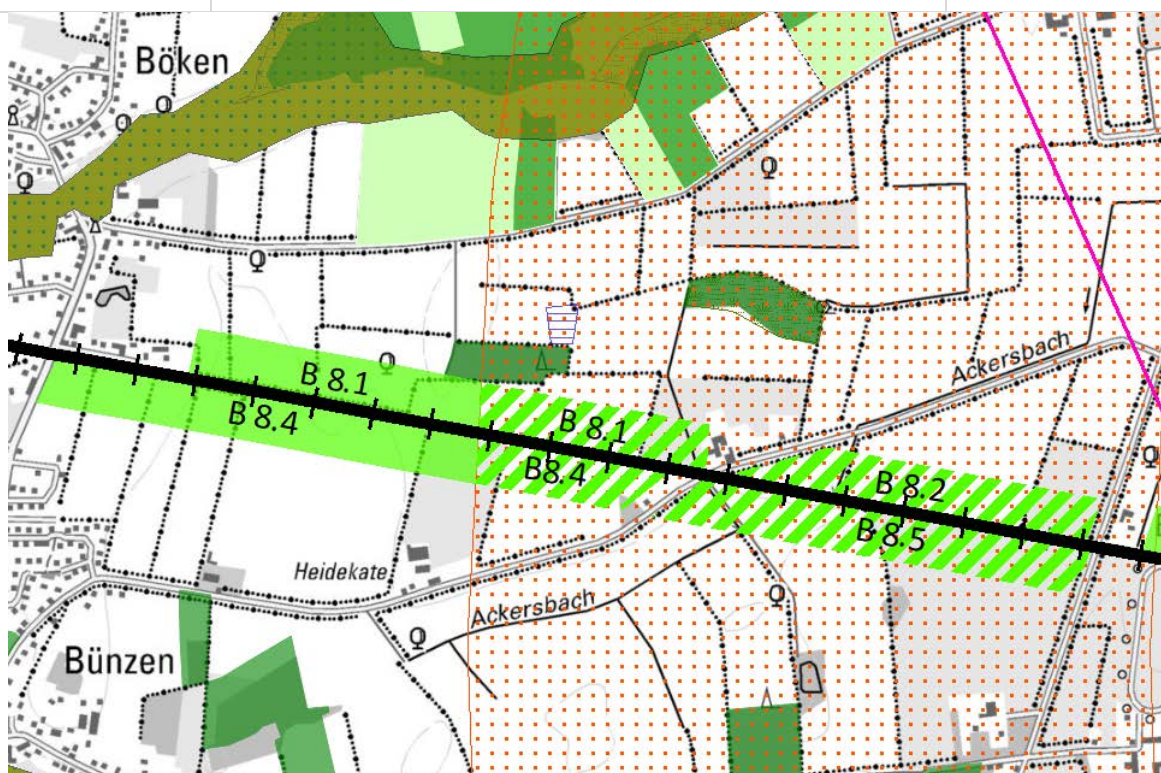 Böken
Ackersbach
B 8.1
B 8.4
B 8.1
B8.4
B 8.2
B 8.5
Heidekate
Ackersbach
Bünzen